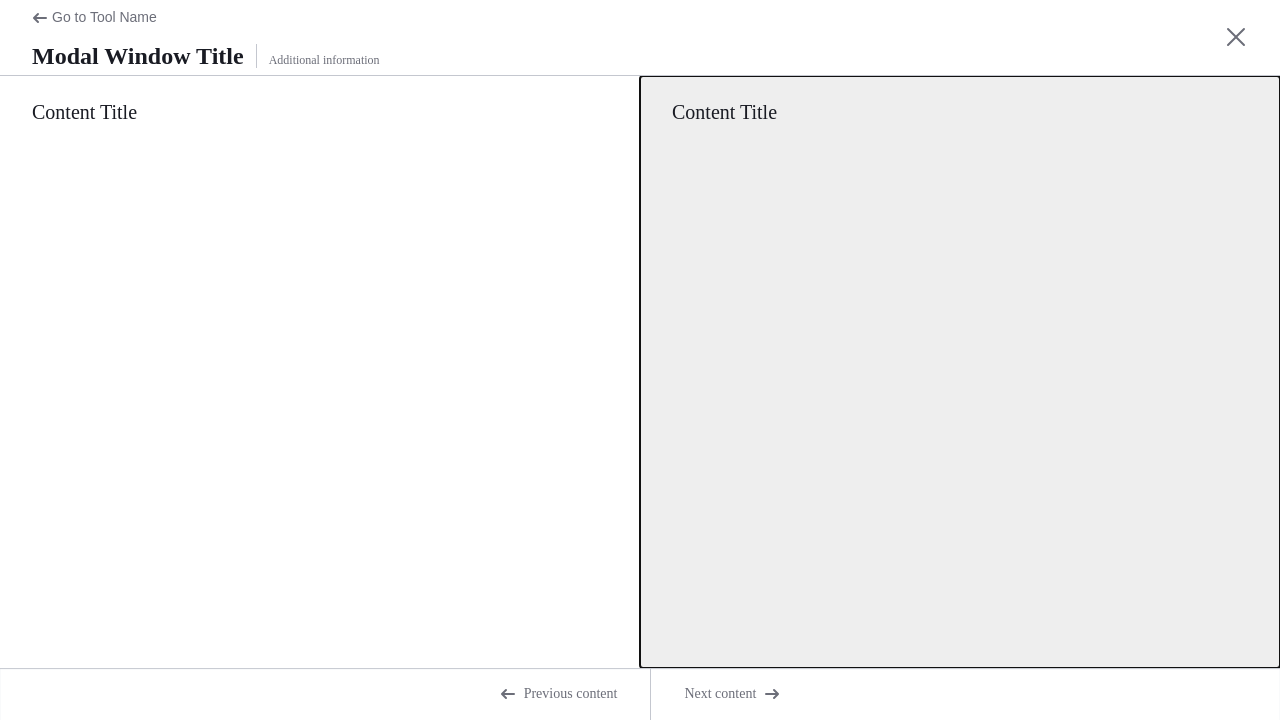 Go to Tool Name
Modal Window Title
Additional information
Content Title
Content Title
Previous content
Next content